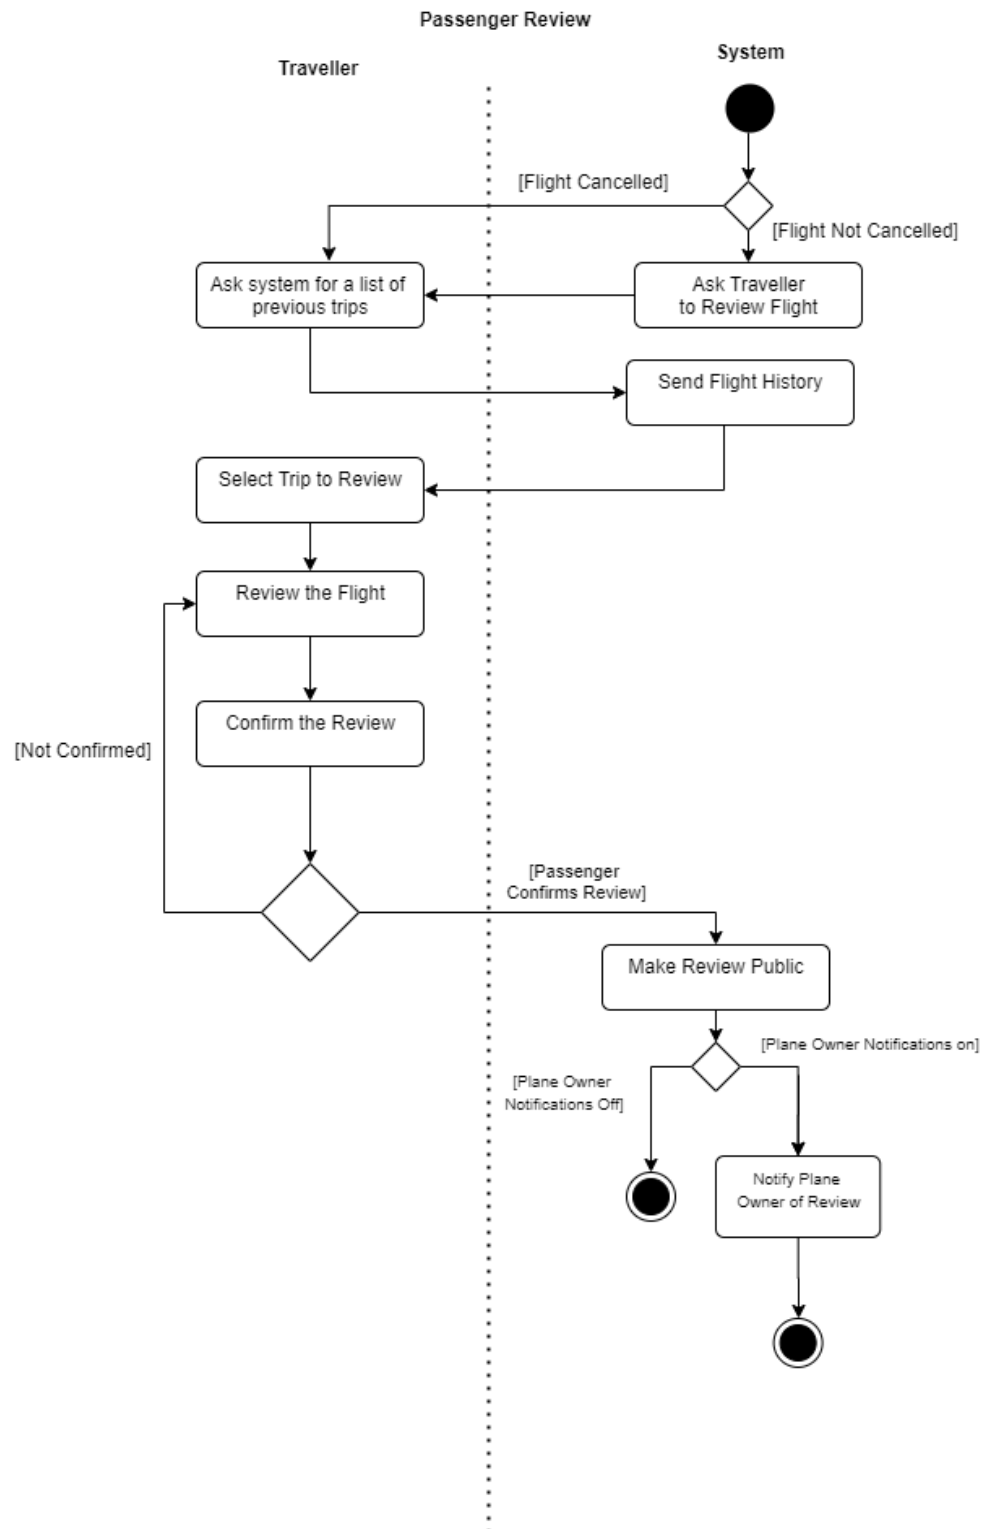 Passenger Review
Traveller
System
[Flight Cancelled]
[Flight Not Cancelled]
Ask system for a list of
previous trips
Ask Traveller
to Review Flight
Send Flight History
Select Trip to Review
Review the Flight
Confirm the Review
[Not Confirmed]
[Passenger
Confirms Review]
Make Review Public
[Plane Owner Notifications on]
[Plane Owner
Notifications Off]
Notify Plane
Owner of Review